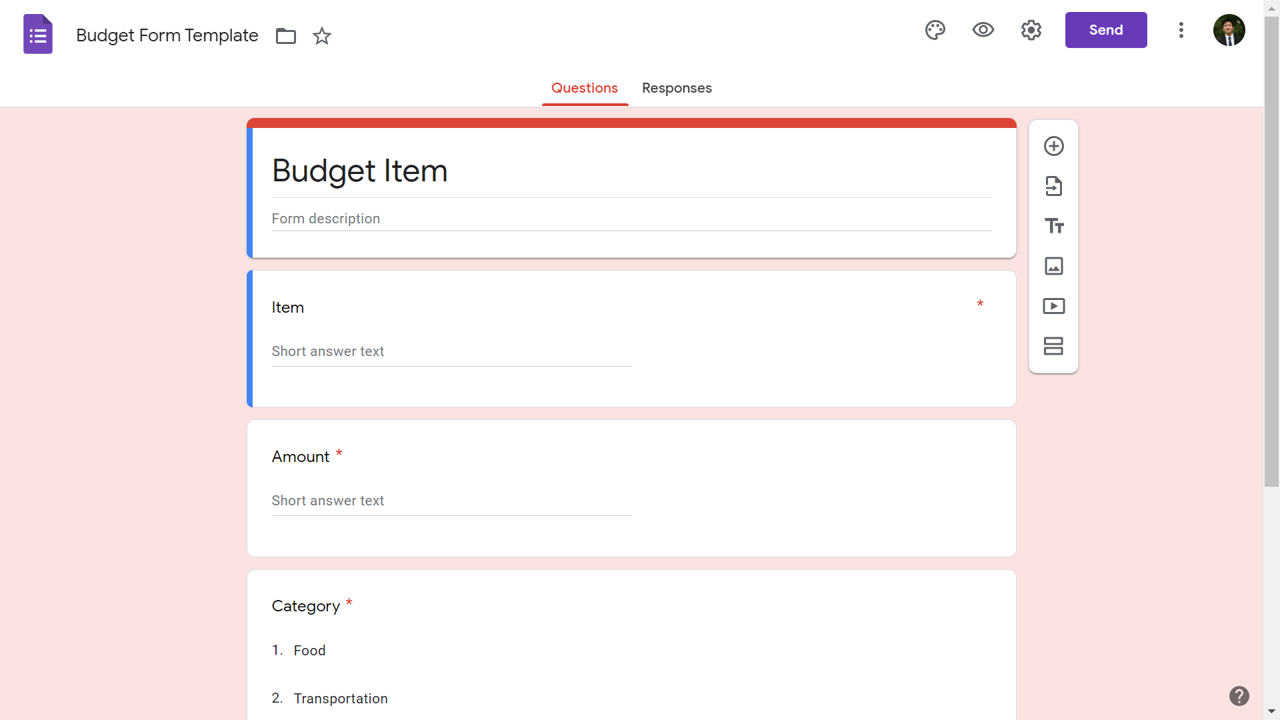 Budget Form Template
Send
Questions Responses
Budget Item
Form description
Item *
Short answer text
Amount *
Short answer text
Category *
1. Food
2. Transportation